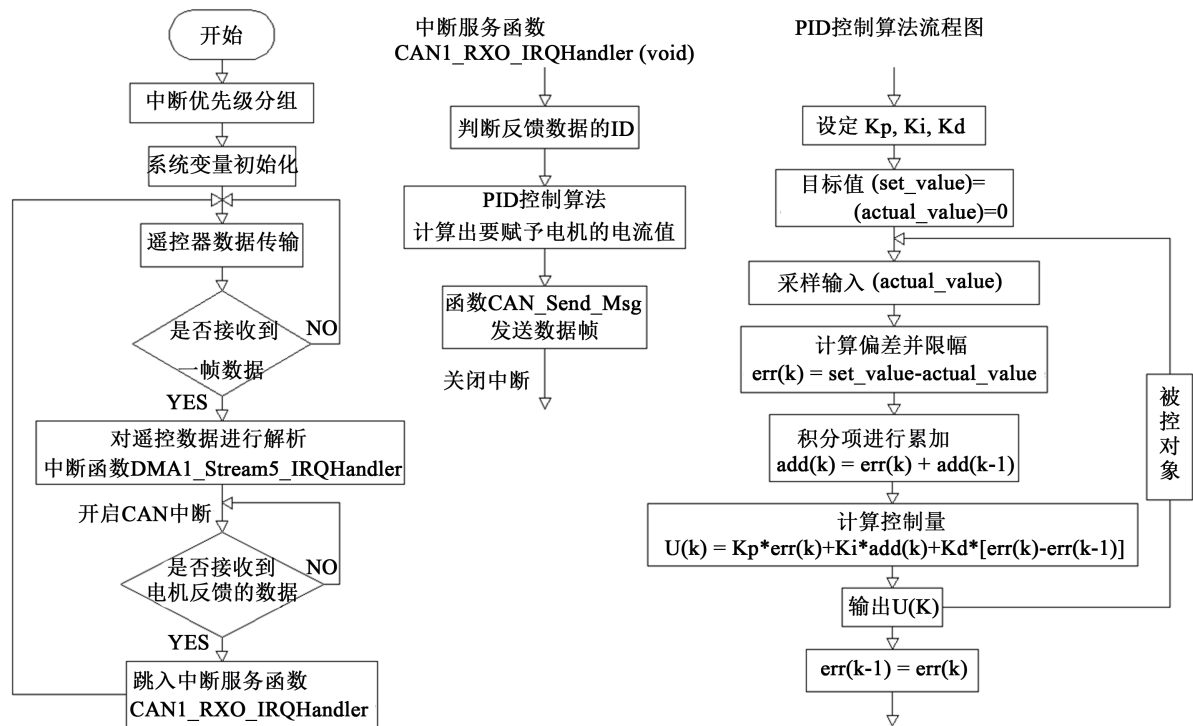 开始
中断优先级分组
系统变量初始化
遥控器数据传输
是否接收到
一帧数据
NO
YES
对遥控数据进行解析
中断函数DMA1_Stream5_IRQHandler
开启CAN中断
是否接收到
电机反馈的数据
NO
YES
跳入中断服务函数
CAN1_RXO_IRQHandler
中断服务函数
CAN1_RXO_IRQHandler (void)
判断反馈数据的ID
PID控制算法
计算出要赋予电机的电流值
函数CAN_Send_Msg
发送数据帧
关闭中断
PID控制算法流程图
设定 Kp, Ki, Kd
目标值 (set_value)=
(actual_value)=0
采样输入 (actual_value)
计算偏差并限幅
err(k) = set_value-actual_value
积分项进行累加
add(k) = err(k) + add(k-1)
计算控制量
U(k) = Kp*err(k)+Ki*add(k)+Kd*[err(k)-err(k-1)]
输出U(K)
err(k-1) = err(k)
被控对象